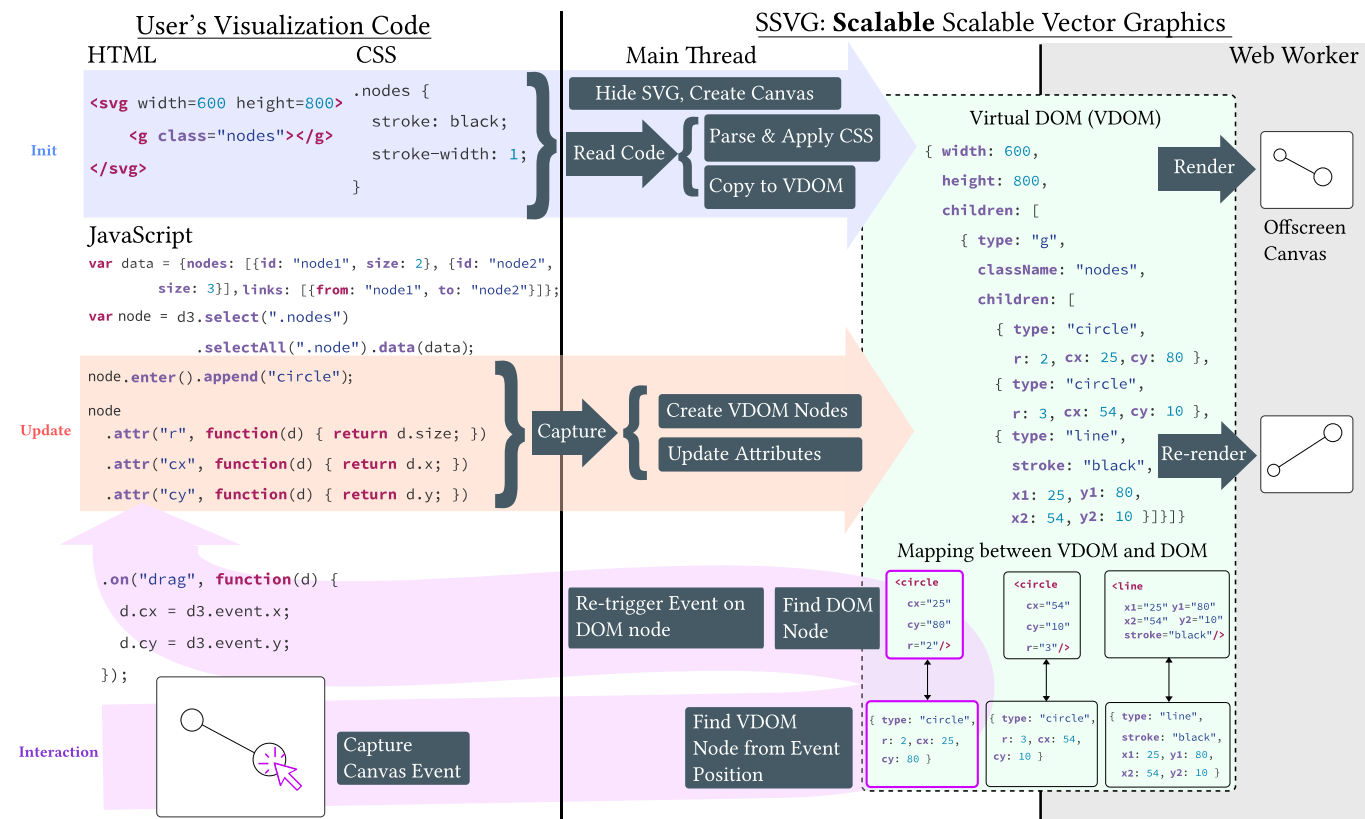 User's Visualization Code
SSVG: Scalable Scalable Vector Graphics
HTML
CSS
Main Thread
Web Worker
Init
<svg width=600 height=800>
<g class="nodes"></g>
</svg>
.nodes {
stroke: black;
stroke-width: 1;
}
Hide SVG, Create Canvas
Read Code
Parse & Apply CSS
Copy to VDOM
Virtual DOM (VDOM)
{ width: 600,
height: 800,
children: [
{ type: "g",
className: "nodes",
children: [
{ type: "circle",
r: 2, cx: 25, cy: 80 },
{ type: "circle",
r: 3, cx: 54, cy: 10 },
{ type: "line",
stroke: "black",
x1: 25, y1: 80,
x2: 54, y2: 10 }]}]}
Render
Offscreen
Canvas
Re-render
JavaScript
var data = {nodes: [{id: "node1", size: 2}, {id: "node2",
size: 3}], links: [{from: "node1", to: "node2"}]};
var node = d3.select(".nodes")
.selectAll(".node").data(data);
Update
node.enter().append("circle");
node
.attr("r", function(d) { return d.size; })
.attr("cx", function(d) { return d.x; })
.attr("cy", function(d) { return d.y; })
Capture
Create VDOM Nodes
Update Attributes
.on("drag", function(d) {
d.cx = d3.event.x;
d.cy = d3.event.y;
});
Interaction
Capture
Canvas Event
Re-trigger Event on
DOM node
Find DOM
Node
Find VDOM
Node from Event
Position
Mapping between VDOM and DOM
<circle
cx="25"
cy="80"
r="2"/>
<circle
cx="54"
cy="10"
r="3"/>
<line
x1="25" y1="80"
x2="54" y2="10"
stroke="black"/>
{ type: "circle",
r: 2, cx: 25,
cy: 80 }
{ type: "circle",
r: 3, cx: 54,
cy: 10 }
{ type: "line",
stroke: "black",
x1: 25, y1: 80,
x2: 54, y2: 10 }